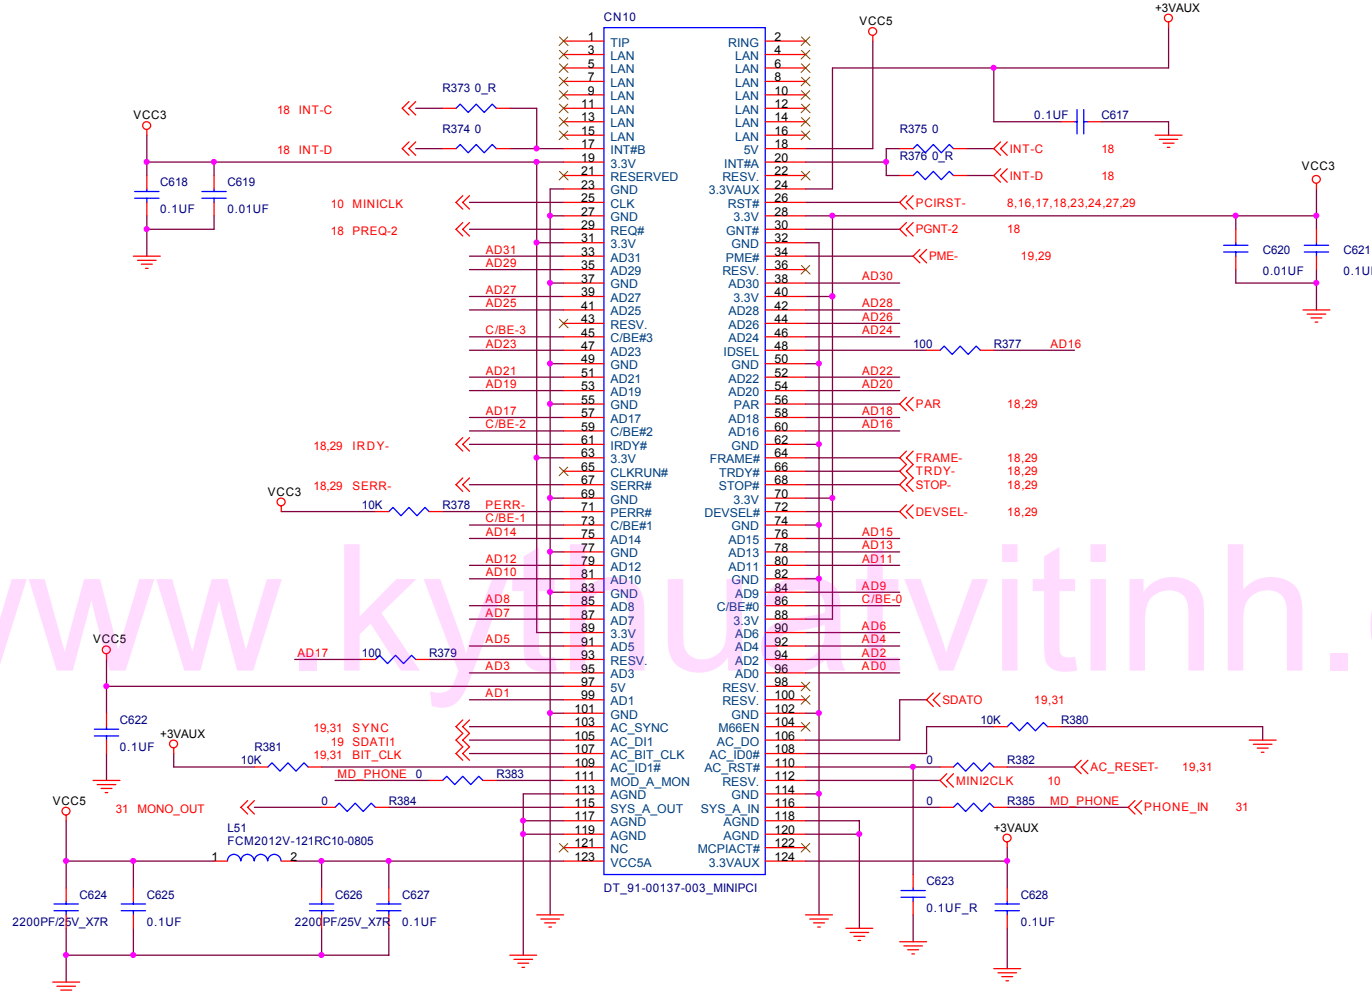 CN10
+3VAUX
VCC5
1 TIP RING 2
3 LAN LAN 4
5 LAN LAN 6
7 LAN LAN 8
R373 0_R
9 LAN LAN 10
18 INT-C 11 LAN LAN 12
0.1UF C617
VCC3
13 LAN LAN 14
R374 0
R375 0
15 LAN LAN 16
18 INT-D 17 INT#B 5V 18
INT-C 18
R376 0_R
19 3.3V INT#A 20
VCC3
21 RESERVED RESV. 22
INT-D 18
C618 C619
23 GND 3.3VAUX 24
0.1UF 0.01UF
10 MINICLK 25 CLK RST# 26 PCIRST- 8,16,17,18,23,24,27,29
27 GND 3.3V 28
18 PREQ-2 29 REQ# GNT# 30 PGNT-2 18
31 3.3V GND 32
C620 C621
AD31 33 AD31 PME# 34 PME- 19,29
AD29 35 AD29 RESV. 36
0.01UF 0.1U
37 GND AD30 38 AD30
AD27 39 AD27 3.3V 40
AD25 41 AD25 AD28 42 AD28
43 RESV. AD26 44 AD26
C/BE-3 45 C/BE#3 AD24 46 AD24
AD23 47 AD23 IDSEL 48 100 R377 AD16
49 GND GND 50
AD21 51 AD21 AD22 52 AD22
AD19 53 AD19 AD20 54 AD20
55 GND PAR 56 PAR 18,29
AD17 57 AD17 AD18 58 AD18
C/BE-2 59 C/BE#2 AD16 60 AD16
18,29 IRDY- 61 IRDY# GND 62
63 3.3V FRAME# 64 FRAME- 18,29
65 CLKRUN# TRDY# 66 TRDY- 18,29
18,29 SERR- 67 SERR# STOP# 68 STOP- 18,29
VCC3
69 GND 3.3V 70
10K R378 PERR- 71 PERR# DEVSEL# 72 DEVSEL- 18,29
C/BE-1 73 C/BE#1 GND 74
AD14 75 AD14 AD15 76 AD15
77 GND AD13 78 AD13
AD12 79 AD12 AD11 80 AD11
AD10 81 AD10 GND 82
83 GND AD9 84 AD9
AD8 85 AD8 C/BE#0 86 C/BE-0
AD7 87 AD7 3.3V 88
www.kythuatvitinh.
89 3.3V AD6 90 AD6
VCC5
AD5 91 AD5 AD4 92 AD4
AD17 100 R379 93 RESV. AD2 94 AD2
AD3 95 AD3 AD0 96 AD0
97 5V RESV. 98
AD1 99 AD1 RESV. 100
SDATO 19,31
101 GND GND 102
C622
19,31 SYNC 103 AC_SYNC M66EN 104
10K R380
+3VAUX
19 SDATI1 105 AC_DI1 AC_DO 106
0.1UF
19,31 BIT_CLK 107 AC_BIT_CLK AC_ID0# 108
R381
10K 109 AC_ID1# AC_RST# 110 0 R382 AC_RESET- 19,31
MD_PHONE 0 R383 111 MOD_A_MON RESV. 112 MINI2CLK 10
113 AGND GND 114
VCC5
31 MONO_OUT 0 R384 115 SYS_A_OUT SYS_A_IN 116 0 R385 MD_PHONE PHONE_IN 31
117 AGND AGND 118
L51
+3VAUX
119 AGND AGND 120
FCM2012V-121RC10-0805
121 NC MCPIACT# 122
1 2
123 VCC5A 3.3VAUX 124
DT_91-00137-003_MINIPCI
C624 C625 C626 C627 C623 C628
2200PF/25V_X7R 0.1UF 2200PF/25V_X7R 0.1UF 0.1UF_R 0.1UF